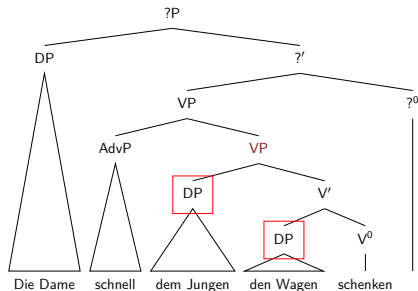 ?P
DP ?′
VP ?⁰
AdvP VP
DP V′
DP V⁰
Die Dame schnell dem Jungen den Wagen schenken